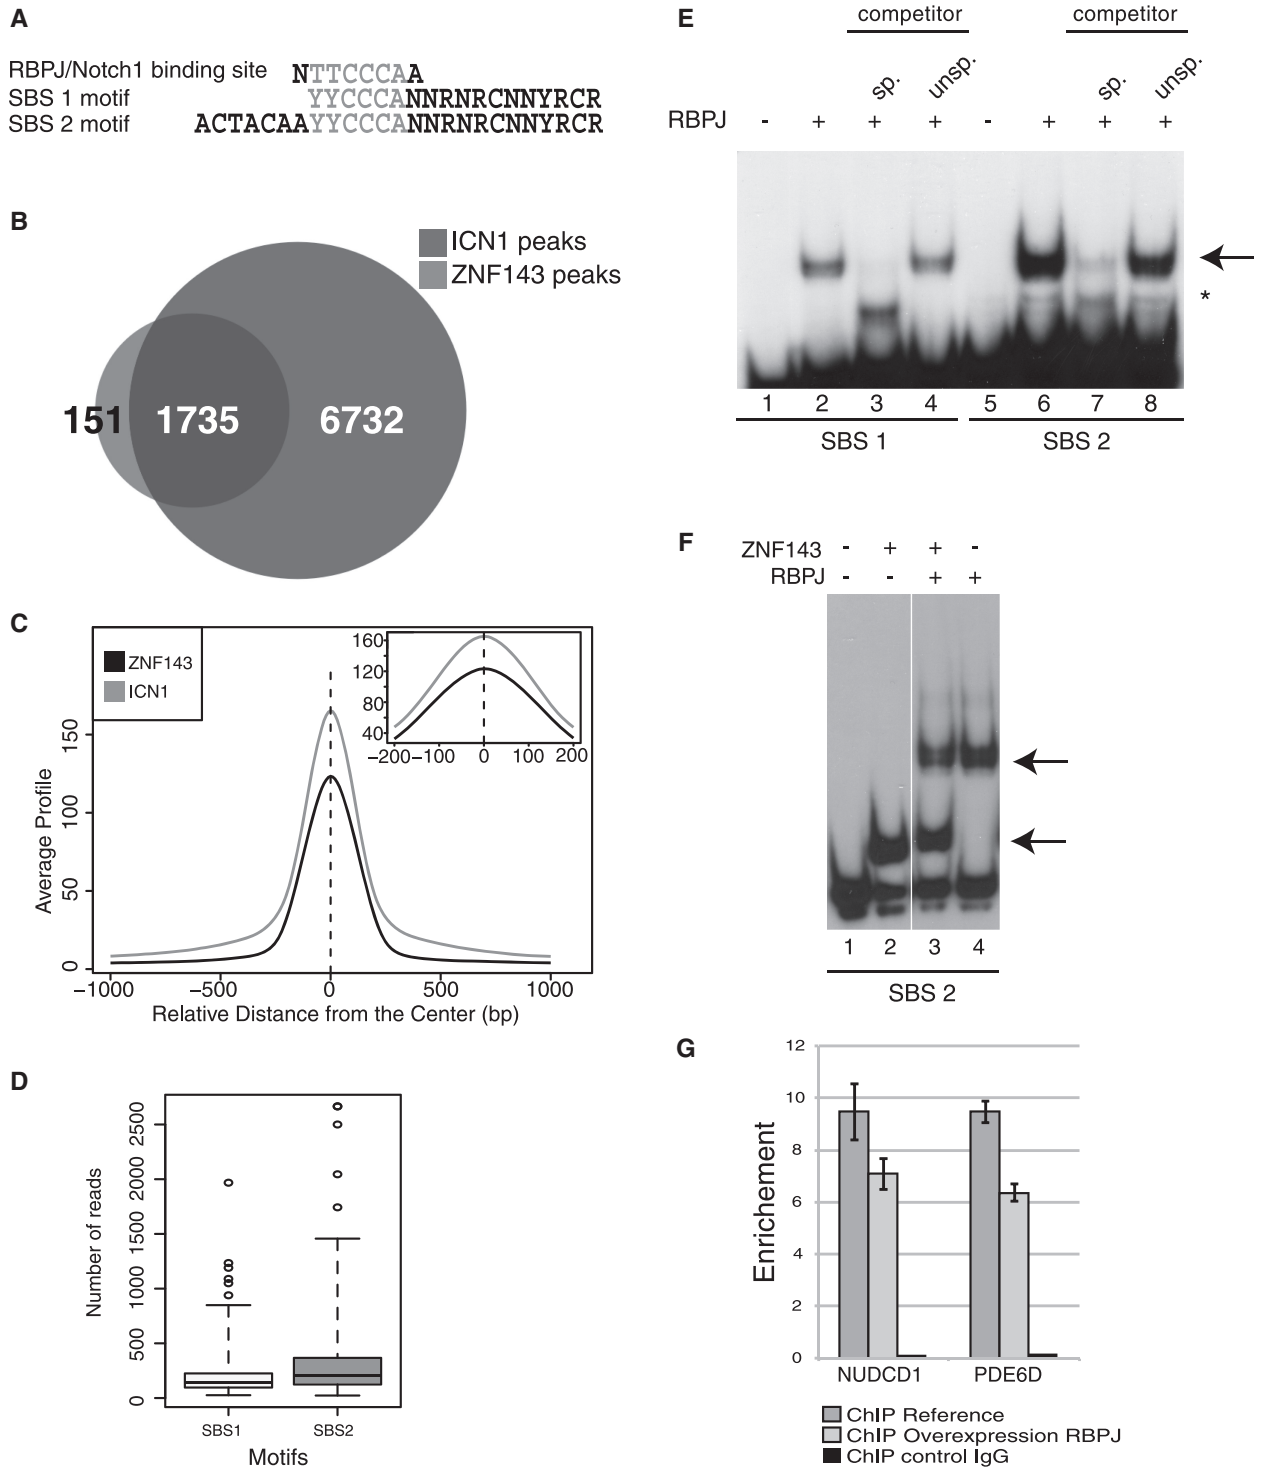 A
RBPJ/Notch1 binding site NTTCCCAA
SBS 1 motif YYCCCANNRNRCNNYRCR
SBS 2 motif ACTACAAYYCCCANNRNRCNNYRCR
B
ICN1 peaks
ZNF143 peaks
151 1735 6732
C
ZNF143
ICN1
160
120
80
40
−200 −100 0 100 200
Average Profile
150
100
50
0
−1000 −500 0 500 1000
Relative Distance from the Center (bp)
D
Number of reads
2500
2000
1500
1000
500
0
SBS1 SBS2
Motifs
E
competitor competitor
sp. unsp. sp. unsp.
RBPJ - + + + - + + +
*
1 2 3 4 5 6 7 8
SBS 1 SBS 2
F
ZNF143 - + + -
RBPJ - - + +
1 2 3 4
SBS 2
G
Enrichement
12
10
8
6
4
2
0
NUDCD1 PDE6D
ChIP Reference
ChIP Overexpression RBPJ
ChIP control IgG